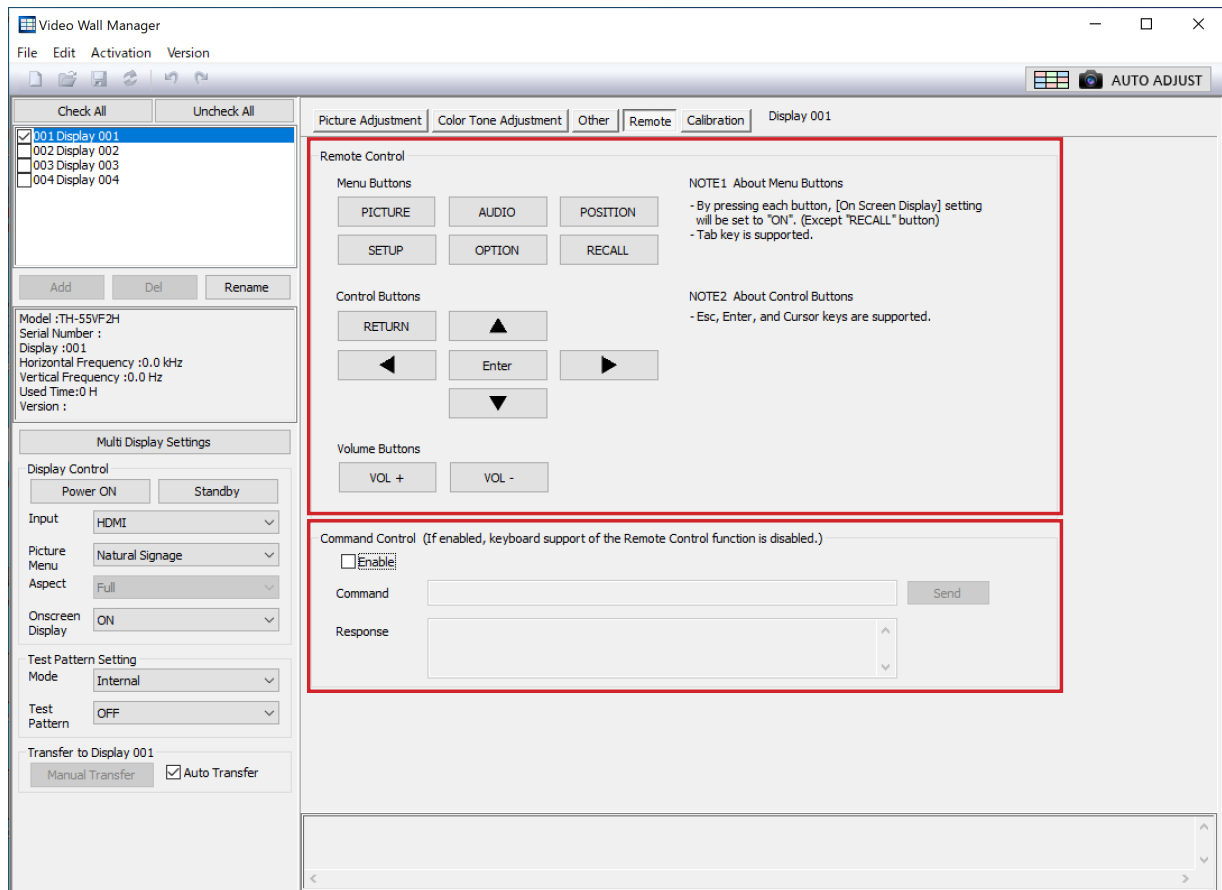 Video Wall Manager
File Edit Activation Version
AUTO ADJUST
Check All Uncheck All
001 Display 001
002 Display 002
003 Display 003
004 Display 004
Add Del Rename
Model :TH-55VF2H
Serial Number :
Display :001
Horizontal Frequency :0.0 kHz
Vertical Frequency :0.0 Hz
Used Time:0 H
Version :
Multi Display Settings
Display Control
Power ON Standby
Input HDMI
Picture Menu Natural Signage
Aspect Full
Onscreen Display ON
Test Pattern Setting
Mode Internal
Test Pattern OFF
Transfer to Display 001
Manual Transfer Auto Transfer
Picture Adjustment Color Tone Adjustment Other Remote Calibration Display 001
Remote Control
Menu Buttons
PICTURE AUDIO POSITION
SETUP OPTION RECALL
NOTE1 About Menu Buttons
- By pressing each button, [On Screen Display] setting
will be set to "ON". (Except "RECALL" button)
- Tab key is supported.
Control Buttons
RETURN
Enter
NOTE2 About Control Buttons
- Esc, Enter, and Cursor keys are supported.
Volume Buttons
VOL + VOL -
Command Control (If enabled, keyboard support of the Remote Control function is disabled.)
Enable
Command Send
Response